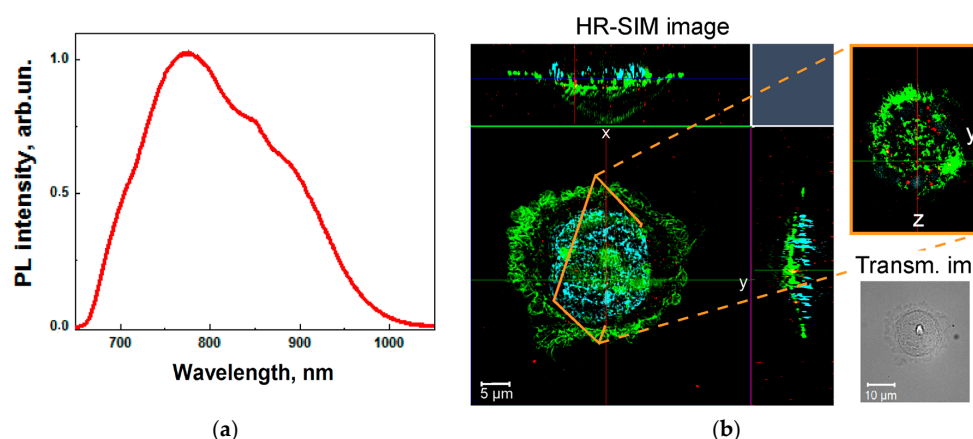 (a)
PL Intensity, arb.un.
1.0
0.5
0.0
700 800 900 1000
Wavelength, nm
(b)
HR-SIM image
x
y
5 µm
y
z
Transm. im
10 µm